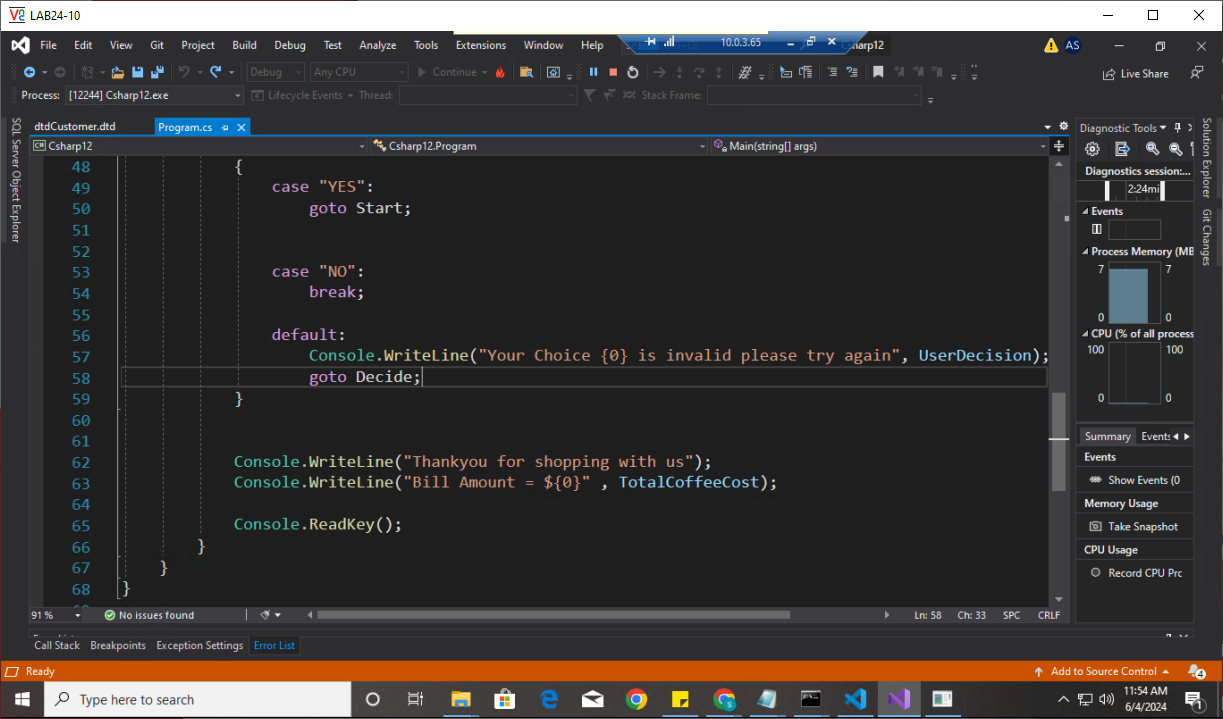 LAB24-10
File Edit View Git Project Build Debug Test Analyze Tools Extensions Window Help
10.0.3.65
AS
Debug Any CPU Continue Live Share
Process: [12244] Csharp12.exe Lifecycle Events Thread: Stack Frame:
SQL Server Object Explorer
dtdCustomer.dtd Program.cs
Csharp12 Csharp12.Program Main(string[] args)
48 {
49 case "YES":
50 goto Start;
51
52
53 case "NO":
54 break;
55
56 default:
57 Console.WriteLine("Your Choice {0} is invalid please try again", UserDecision);
58 goto Decide;
59 }
60
61
62 Console.WriteLine("Thankyou for shopping with us");
63 Console.WriteLine("Bill Amount = ${0}" , TotalCoffeeCost);
64
65 Console.ReadKey();
66 }
67 }
68 }
91 % No issues found Ln: 58 Ch: 33 SPC CRLF
Diagnostic Tools
Diagnostics session:...
2:24mi
Events
Process Memory (MB
7 7
0 0
CPU (% of all process
100 100
0 0
Summary Events
Events
Show Events (0
Memory Usage
Take Snapshot
CPU Usage
Record CPU Prc
Solution Explorer
Git Changes
Call Stack Breakpoints Exception Settings Error List
Ready Add to Source Control 4
Type here to search
11:54 AM
6/4/2024
1